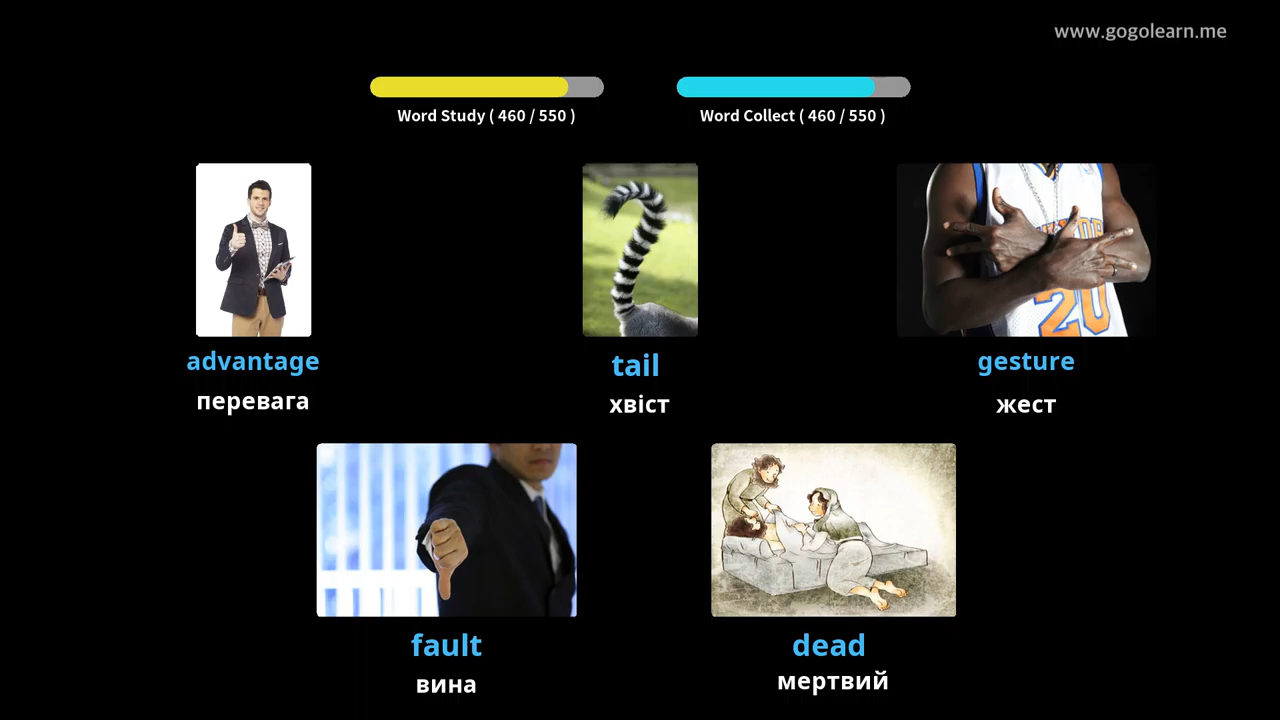 www.gogolearn.me
Word Study ( 460 / 550 )
Word Collect ( 460 / 550 )
advantage
перевага
tail
хвіст
gesture
жест
20
fault
вина
dead
мертвий